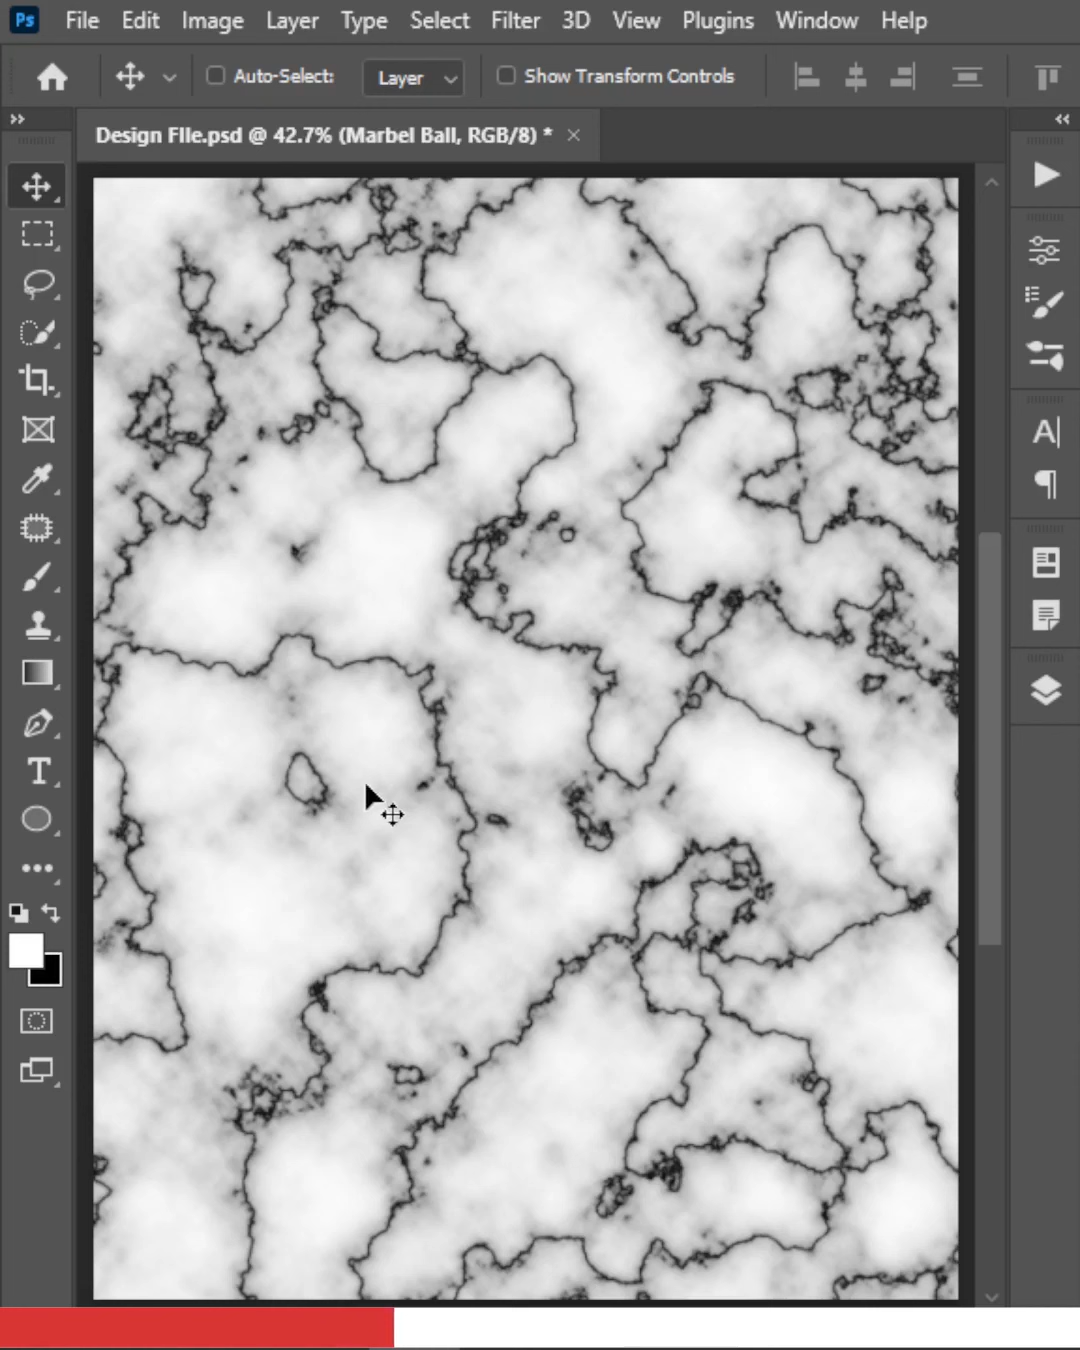 Ps File Edit Image Layer Type Select Filter 3D View Plugins Window Help
Auto-Select: Layer Show Transform Controls
Design FIle.psd @ 42.7% (Marbel Ball, RGB/8) *